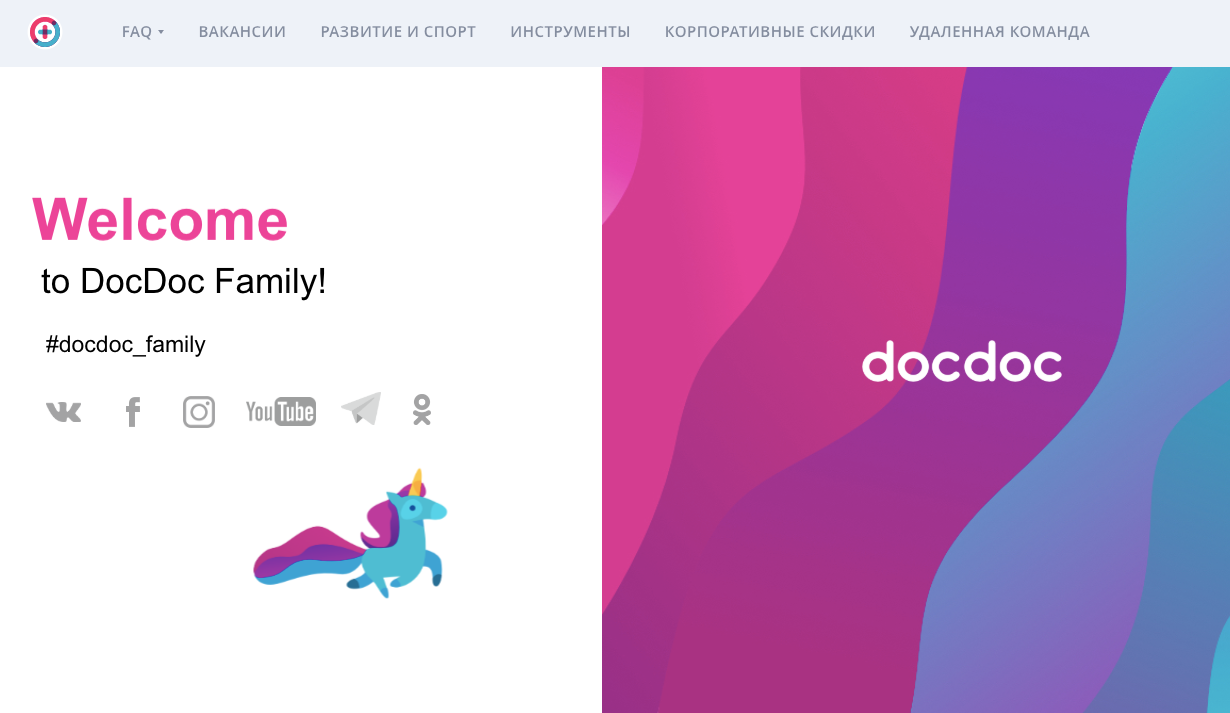 FAQ ВАКАНСИИ РАЗВИТИЕ И СПОРТ ИНСТРУМЕНТЫ КОРПОРАТИВНЫЕ СКИДКИ УДАЛЕННАЯ КОМАНДА
Welcome
to DocDoc Family!
#docdoc_family
YouTube
docdoc